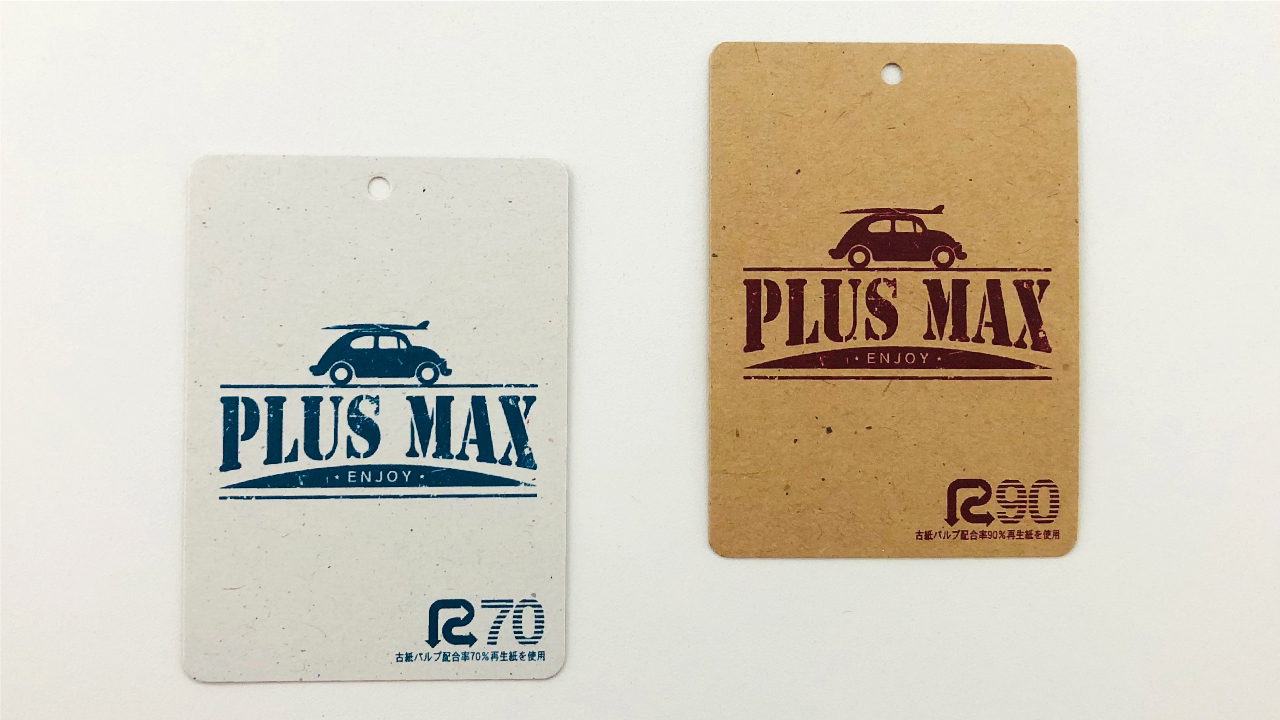 PLUS MAX
・ENJOY・
R70
古紙パルプ配合率70%再生紙を使用
PLUS MAX
・ENJOY・
R90
古紙パルプ配合率90%再生紙を使用